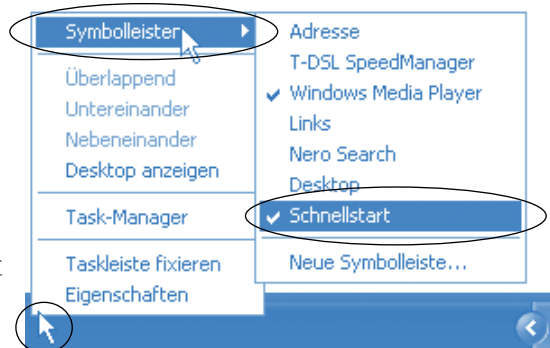 Symbolleisten
Überlappend
Untereinander
Nebeneinander
Desktop anzeigen
Task-Manager
Taskleiste fixieren
Eigenschaften
Adresse
T-DSL SpeedManager
Windows Media Player
Links
Nero Search
Desktop
Schnellstart
Neue Symbolleiste...